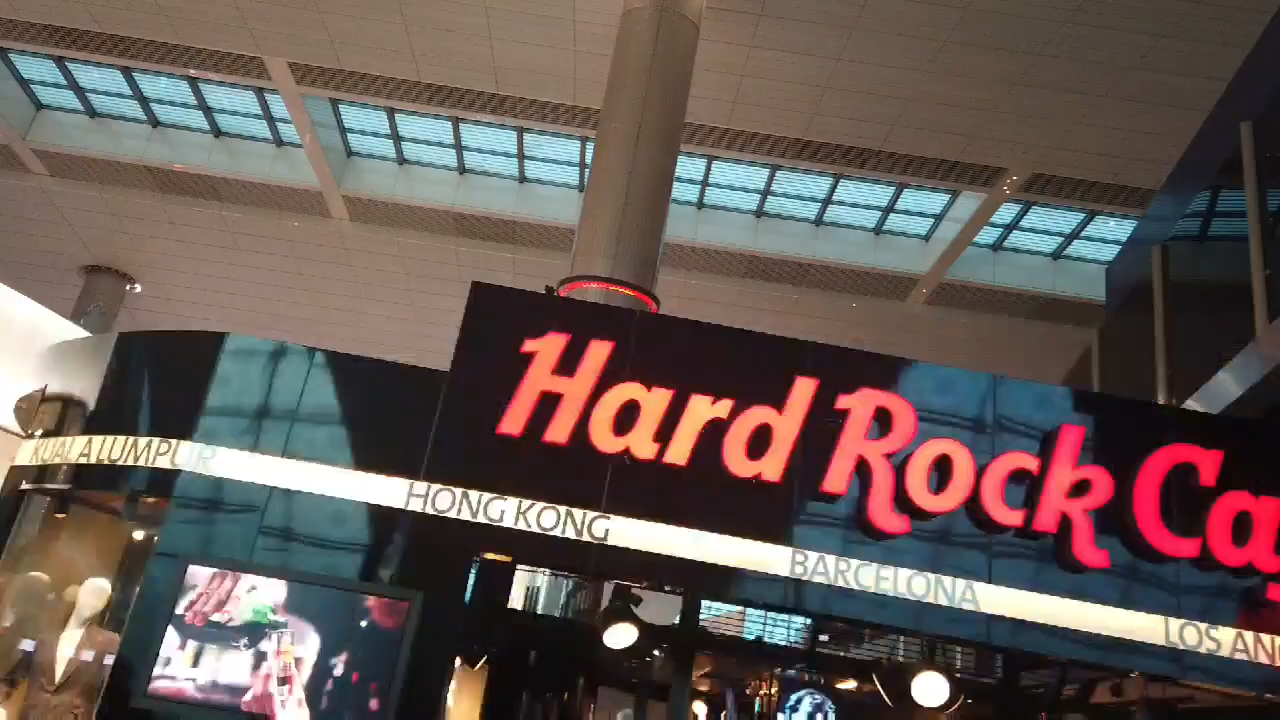 Hard Rock Ca
KUALA LUMPUR
HONG KONG
BARCELONA
LOS AN